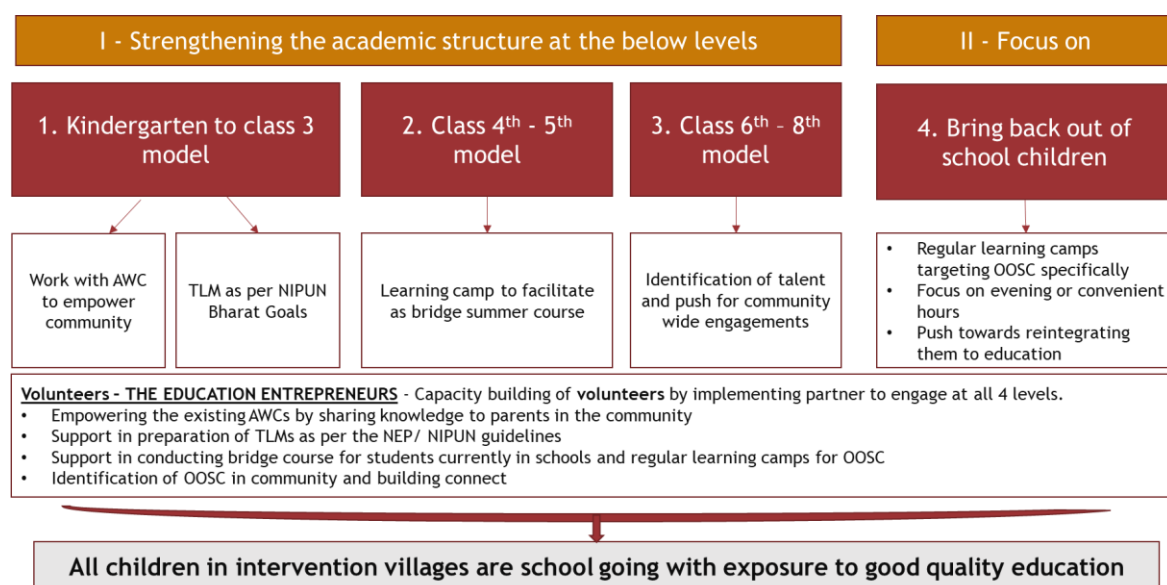 I - Strengthening the academic structure at the below levels
II - Focus on
1. Kindergarten to class 3
model
2. Class 4th - 5th
model
3. Class 6th – 8th
model
4. Bring back out of
school children
Work with AWC
to empower
community
TLM as per NIPUN
Bharat Goals
Learning camp to facilitate
as bridge summer course
Identification of talent
and push for community
wide engagements
• Regular learning camps
targeting OOSC specifically
• Focus on evening or convenient
hours
• Push towards reintegrating
them to education
Volunteers – THE EDUCATION ENTREPRENEURS - Capacity building of volunteers by implementing partner to engage at all 4 levels.
• Empowering the existing AWCs by sharing knowledge to parents in the community
• Support in preparation of TLMs as per the NEP/ NIPUN guidelines
• Support in conducting bridge course for students currently in schools and regular learning camps for OOSC
• Identification of OOSC in community and building connect
All children in intervention villages are school going with exposure to good quality education